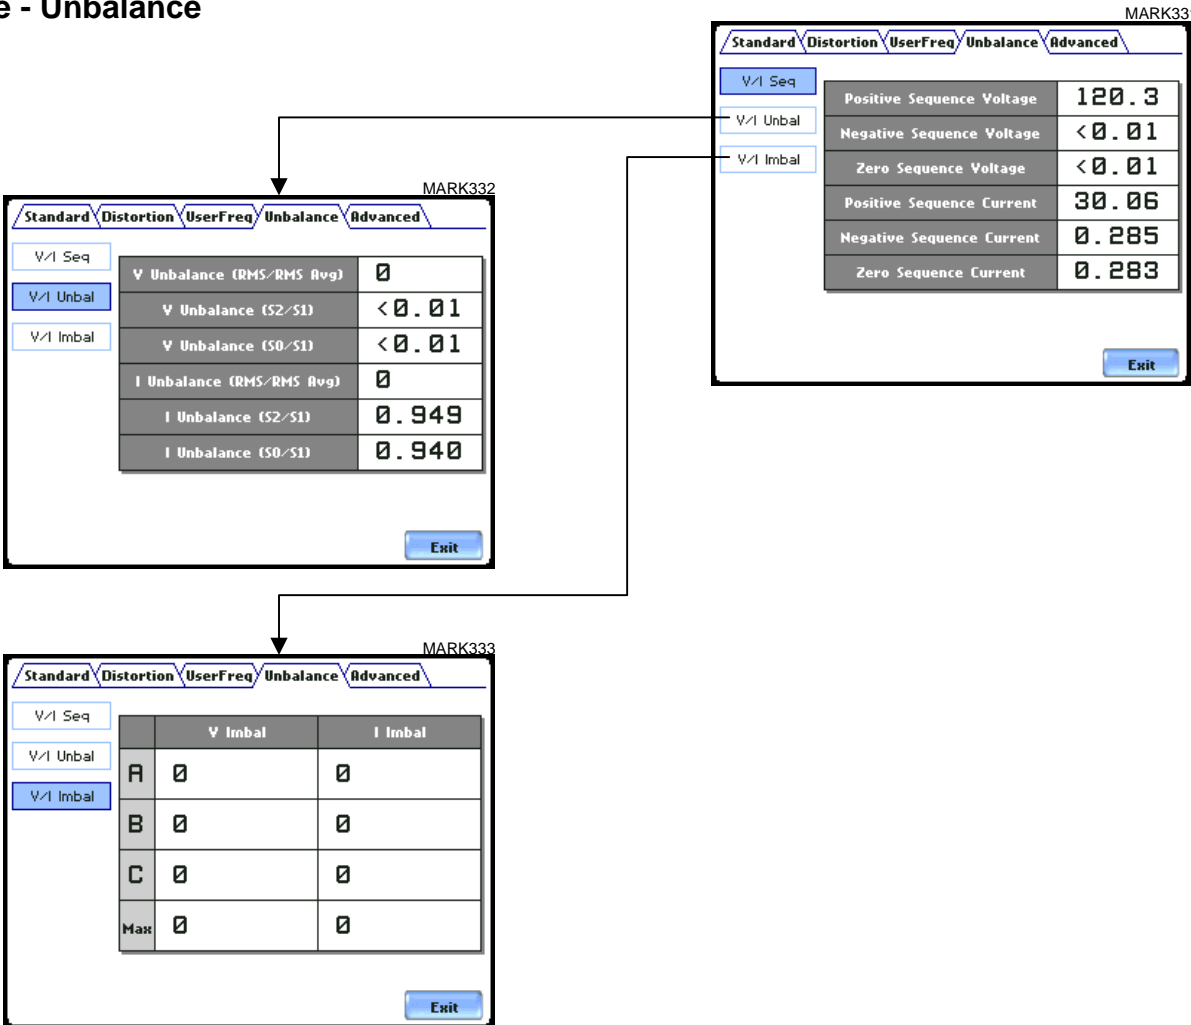 e - Unbalance
MARK331
Standard Distortion UserFreq Unbalance Advanced
V/I Seq
V/I Unbal
V/I Imbal
Positive Sequence Voltage 120.3
Negative Sequence Voltage <0.01
Zero Sequence Voltage <0.01
Positive Sequence Current 30.06
Negative Sequence Current 0.285
Zero Sequence Current 0.283
Exit
MARK332
Standard Distortion UserFreq Unbalance Advanced
V/I Seq
V/I Unbal
V/I Imbal
V Unbalance (RMS/RMS Avg) 0
V Unbalance (S2/S1) <0.01
V Unbalance (S0/S1) <0.01
I Unbalance (RMS/RMS Avg) 0
I Unbalance (S2/S1) 0.949
I Unbalance (S0/S1) 0.940
Exit
MARK333
Standard Distortion UserFreq Unbalance Advanced
V/I Seq
V/I Unbal
V/I Imbal
V Imbal I Imbal
A 0 0
B 0 0
C 0 0
Max 0 0
Exit